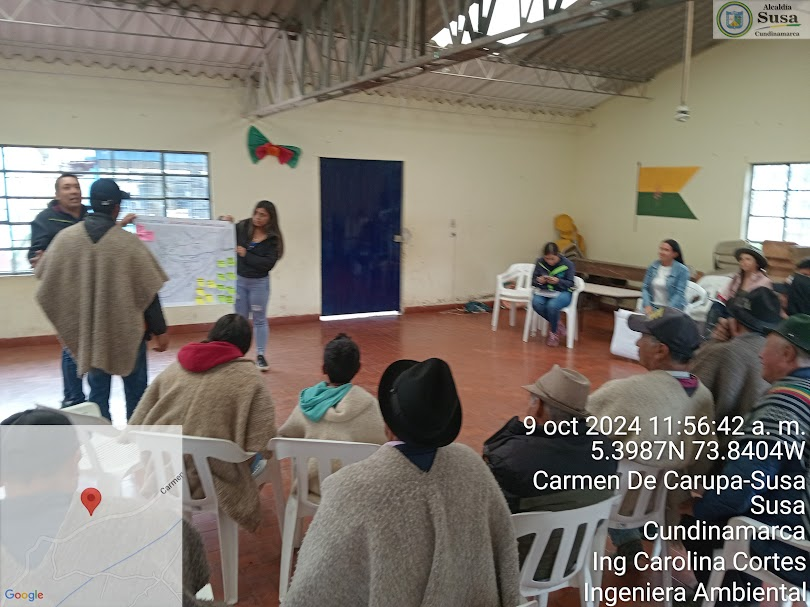 Alcaldía
Susa
Cundinamarca
9 oct 2024 11:56:42 a. m.
5.3987N 73.8404W
Carmen De Carupa-Susa
Susa
Cundinamarca
Ing Carolina Cortes
Ingeniera Ambiental
Carmen
Google